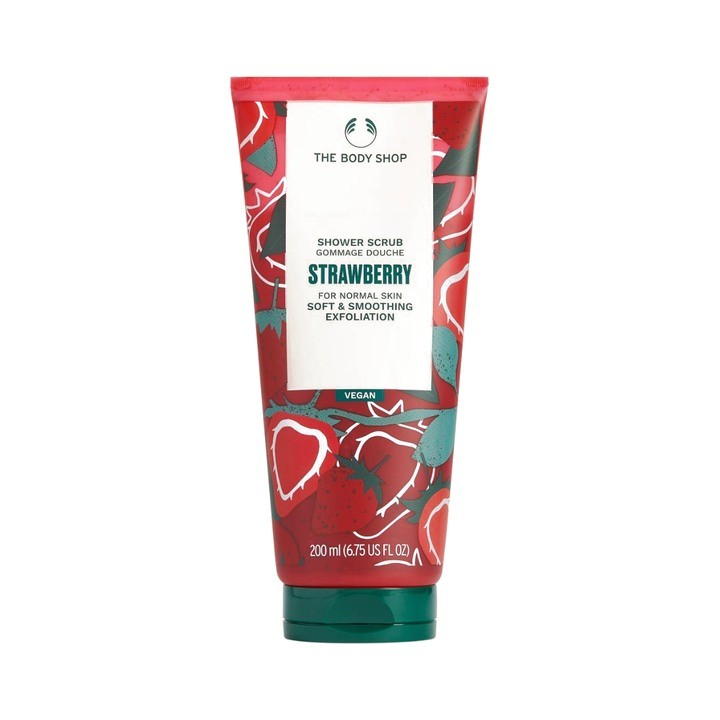 THE BODY SHOP
SHOWER SCRUB
GOMMAGE DOUCHE
STRAWBERRY
FOR NORMAL SKIN
SOFT & SMOOTHING
EXFOLIATION
VEGAN
200 ml (6.75 US FL OZ)